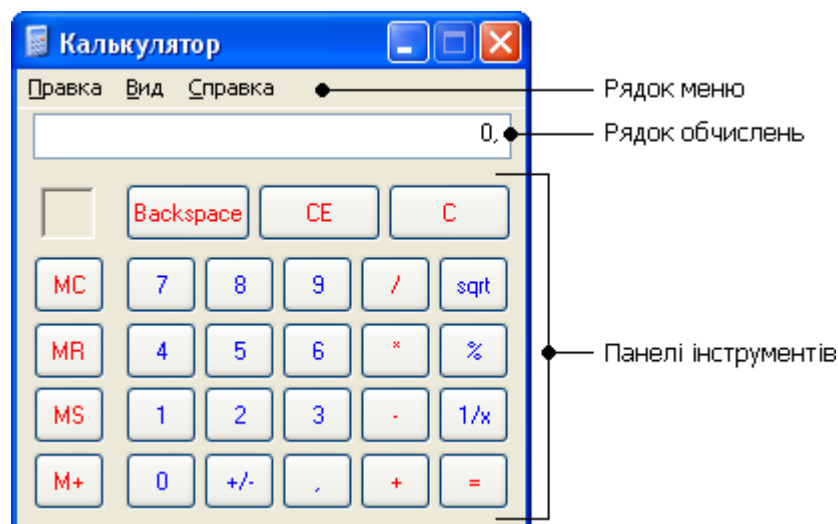 Калькулятор
Правка Вид Справка
Рядок меню
0,
Рядок обчислень
Backspace CE C
MC 7 8 9 / sqrt
MR 4 5 6 * %
Панелі інструментів
MS 1 2 3 - 1/x
M+ 0 +/- , + =